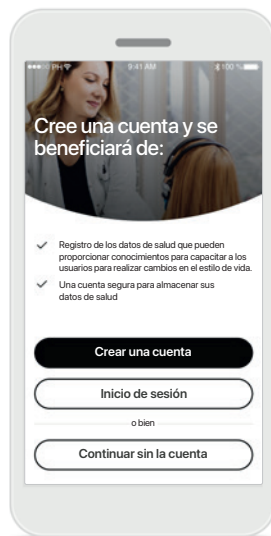 PH 9:41 AM 100 %
Cree una cuenta y se
beneficiará de:
Registro de los datos de salud que pueden
proporcionar conocimientos para capacitar a los
usuarios para realizar cambios en el estilo de vida.
Una cuenta segura para almacenar sus
datos de salud
Crear una cuenta
Inicio de sesión
o bien
Continuar sin la cuenta